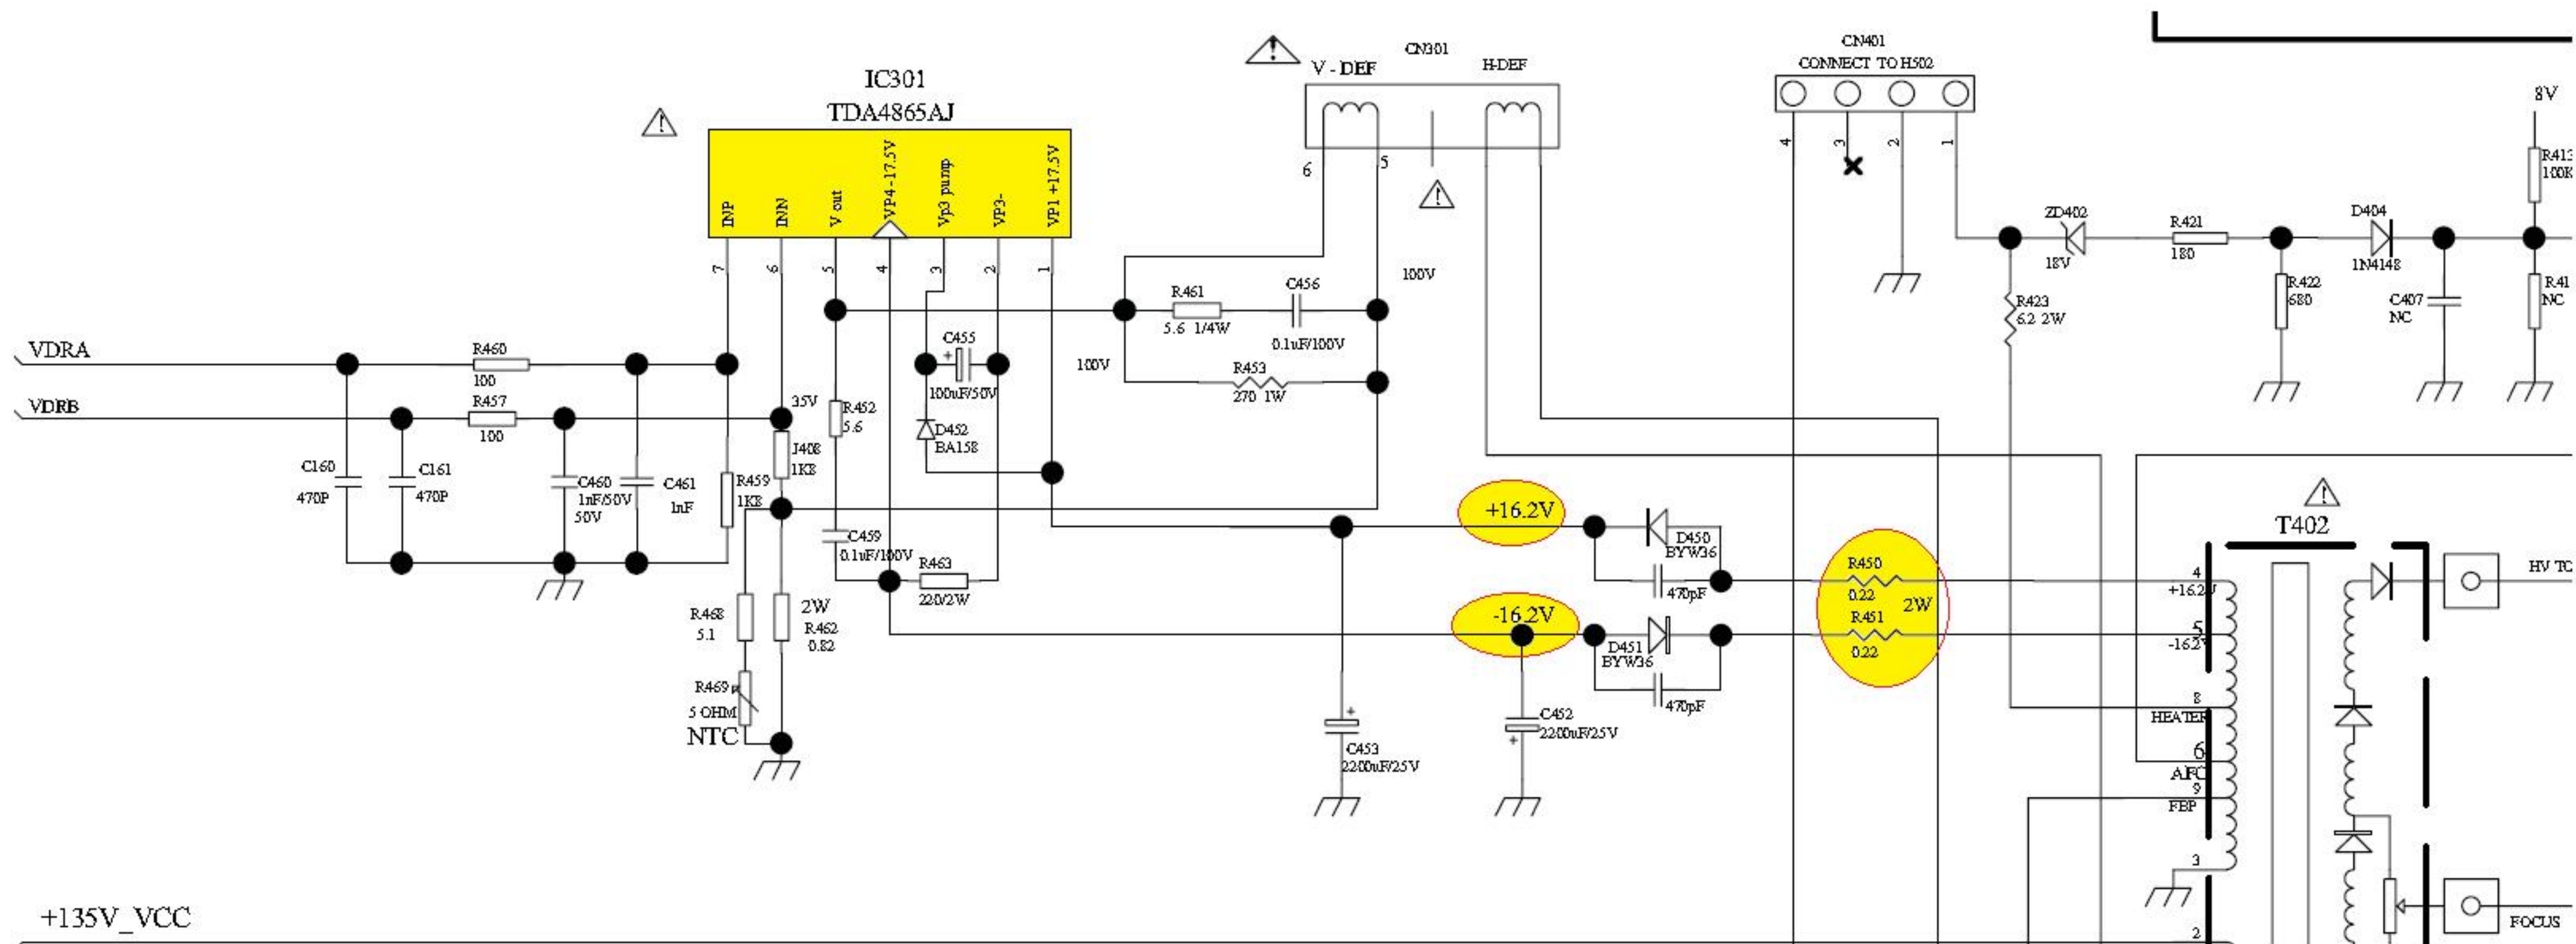 IC301
TDA4865AJ
INP
INN
V out
VP4 -17.5V
Vp3 pump
VP3-
VP1 +17.5V
7
6
5
4
3
2
1
V - DEF
CN301
H-DEF
6
5
CN401
CONNECT TO H502
4
3
2
1
8V
R413
100K
ZD402
18V
R421
180
D404
1N4148
R422
680
C407
NC
R41
NC
R423
6.2 2W
100V
R461
5.6 1/4W
C456
0.1uF/100V
100V
R453
270 1W
VDRA
R460
100
VDRB
R457
100
C160
470P
C161
470P
C460
1nF/50V
50V
C461
1nF
R459
1K8
35V
J408
1K8
R452
5.6
C455
+
100uF/50V
D452
BA158
C459
0.1uF/100V
R463
220/2W
R468
5.1
2W
R462
0.82
R469
5 OHM
NTC
+16.2V
-16.2V
D450
BYW36
470pF
D451
BYW36
470pF
R450
0.22
2W
R451
0.22
+
C453
2200uF/25V
C452
2200uF/25V
+
T402
4
+16.2V
5
-16.2V
8
HEATER
6
AFC
9
FBP
3
2
HV TO
FOCUS
+135V_VCC